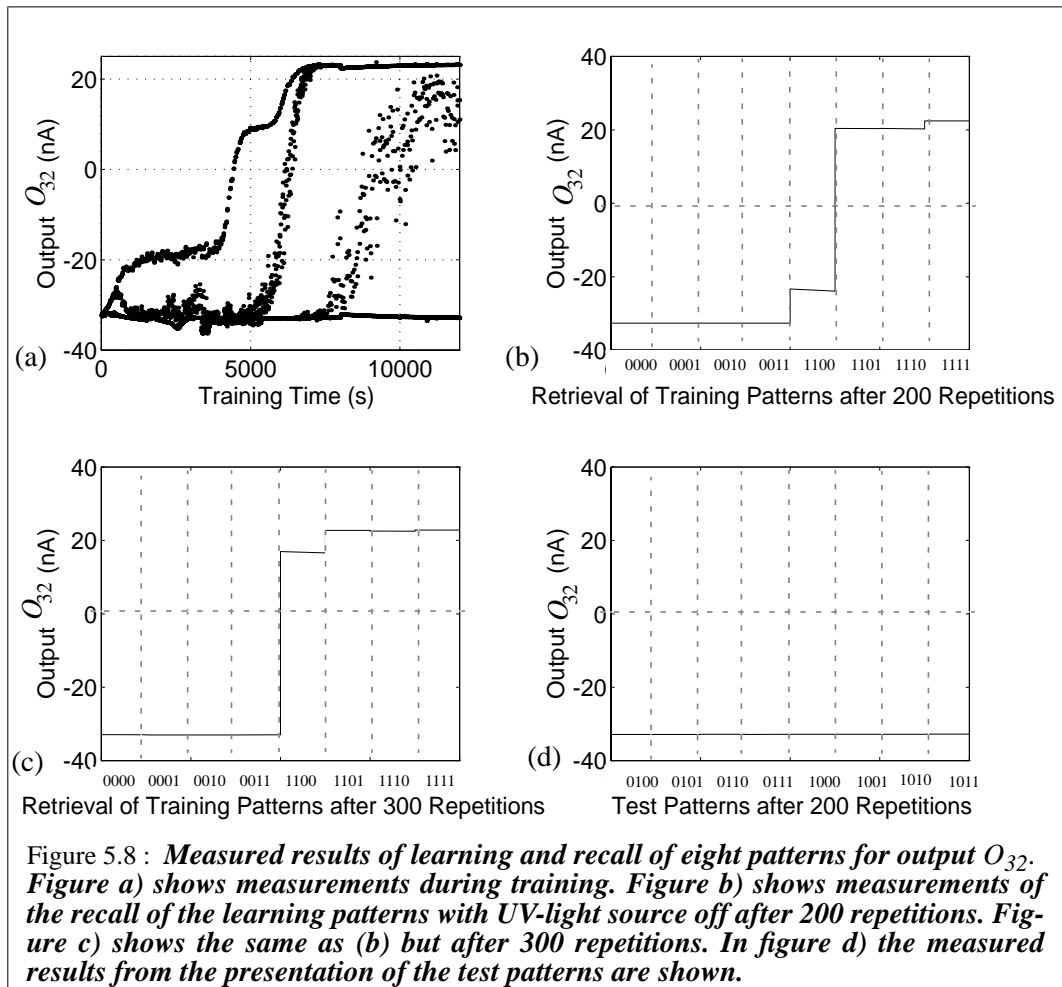 (a)
Output O32 (nA)
20
0
-20
-40
0 5000 10000
Training Time (s)
(b)
Output O32 (nA)
40
20
0
-20
-40
0000 0001 0010 0011 1100 1101 1110 1111
Retrieval of Training Patterns after 200 Repetitions
(c)
Output O32 (nA)
40
20
0
-20
-40
0000 0001 0010 0011 1100 1101 1110 1111
Retrieval of Training Patterns after 300 Repetitions
(d)
Output O32 (nA)
40
20
0
-20
-40
0100 0101 0110 0111 1000 1001 1010 1011
Test Patterns after 200 Repetitions
Figure 5.8 : Measured results of learning and recall of eight patterns for output O32.
Figure a) shows measurements during training. Figure b) shows measurements of
the recall of the learning patterns with UV-light source off after 200 repetitions. Fig-
ure c) shows the same as (b) but after 300 repetitions. In figure d) the measured
results from the presentation of the test patterns are shown.